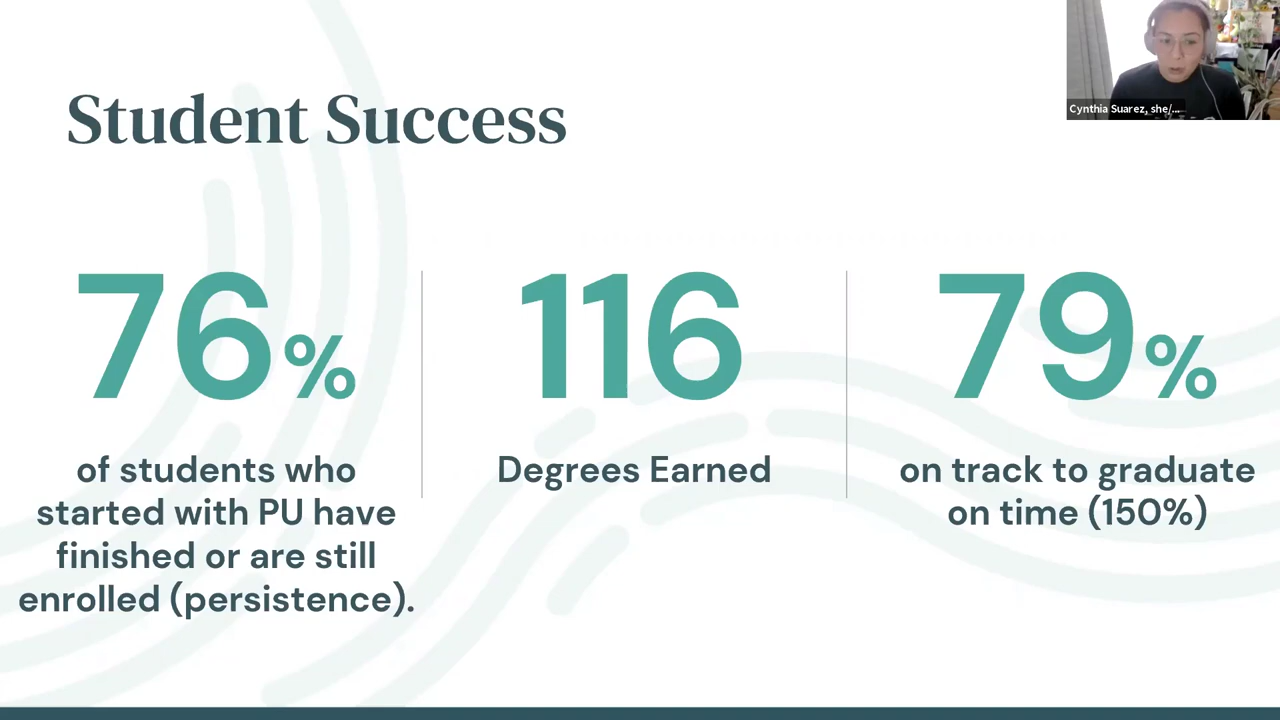 Student Success
Cynthia Suarez, she/...
76%
of students who
started with PU have
finished or are still
enrolled (persistence).
116
Degrees Earned
79%
on track to graduate
on time (150%)